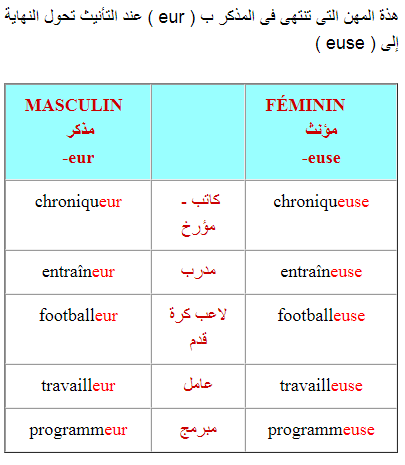 هذة المهن التى تنتهى فى المذكر ب ( eur ) عند التأنيث تحول النهاية
إلى ( euse )
MASCULIN FÉMININ
مذكر مؤنث
-eur -euse
chroniqueur كاتب ـ مؤرخ chroniqueuse
entraîneur مدرب entraîneuse
footballeur لاعب كرة قدم footballeuse
travailleur عامل travailleuse
programmeur مبرمج programmeuse